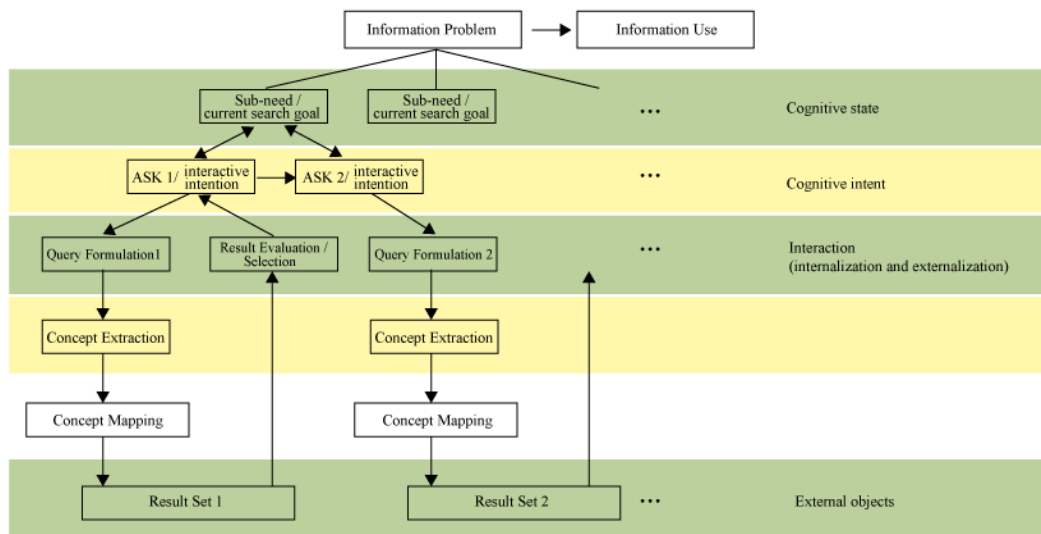 Information Problem
Information Use
Sub-need /
current search goal
Sub-need /
current search goal
...
Cognitive state
ASK 1/ interactive
intention
ASK 2/ interactive
intention
...
Cognitive intent
Query Formulation1
Result Evaluation /
Selection
Query Formulation 2
...
Interaction
(internalization and externalization)
Concept Extraction
Concept Extraction
Concept Mapping
Concept Mapping
Result Set 1
Result Set 2
...
External objects